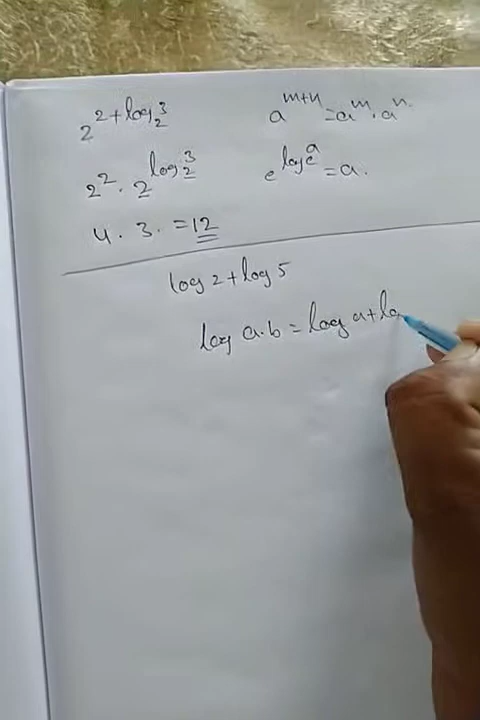 2^{2+log_2 3} a^{m+n} = a^m . a^n.
2^2 . 2^{log_2 3} e^{log_e a} = a.
4 . 3 . = 12
log 2 + log 5
log a.b = log a + lo